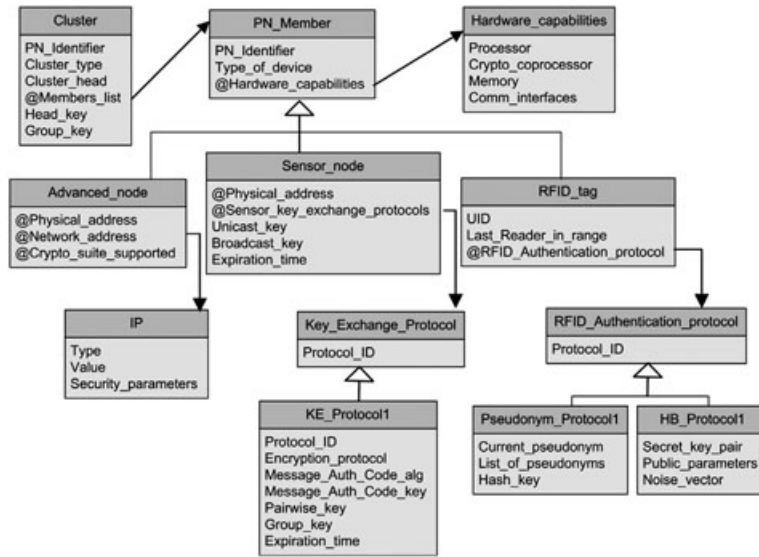 Cluster
PN_Identifier
Cluster_type
Cluster_head
@Members_list
Head_key
Group_key
PN_Member
PN_Identifier
Type_of_device
@Hardware_capabilities
Hardware_capabilities
Processor
Crypto_coprocessor
Memory
Comm_interfaces
Advanced_node
@Physical_address
@Network_address
@Crypto_suite_supported
Sensor_node
@Physical_address
@Sensor_key_exchange_protocols
Unicast_key
Broadcast_key
Expiration_time
RFID_tag
UID
Last_Reader_in_range
@RFID_Authentication_protocol
IP
Type
Value
Security_parameters
Key_Exchange_Protocol
Protocol_ID
RFID_Authentication_protocol
Protocol_ID
KE_Protocol1
Protocol_ID
Encryption_protocol
Message_Auth_Code_alg
Message_Auth_Code_key
Pairwise_key
Group_key
Expiration_time
Pseudonym_Protocol1
Current_pseudonym
List_of_pseudonyms
Hash_key
HB_Protocol1
Secret_key_pair
Public_parameters
Noise_vector